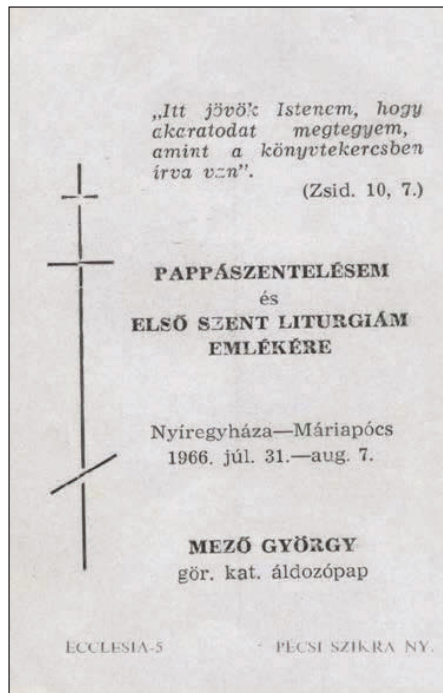 „Itt jövök Istenem, hogy
akaratodat megtegyem,
amint a könyvtekercsben
írva vzn”.
(Zsid. 10, 7.)
PAPPÁSZENTELÉSEM
és
ELSŐ SZENT LITURGIÁM
EMLÉKÉRE
Nyíregyháza—Máriapócs
1966. júl. 31.—aug. 7.
MEZŐ GYÖRGY
gör. kat. áldozópap
ECCLESIA-5 PÉCSI SZIKRA NY.